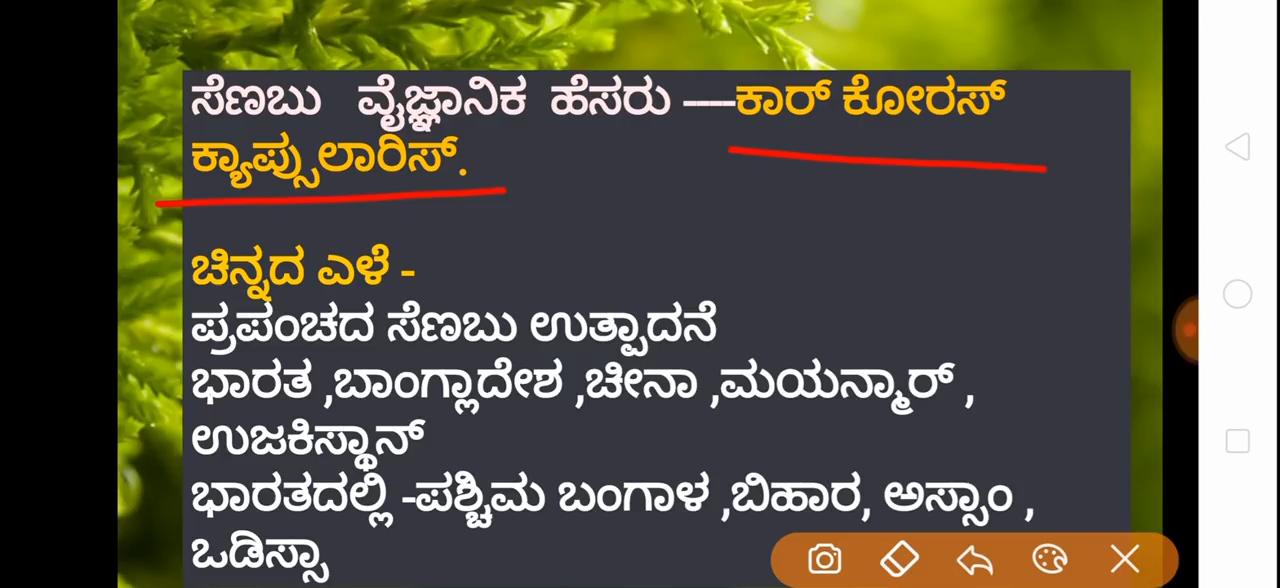 ಸೆಣಬು ವೈಜ್ಞಾನಿಕ ಹೆಸರು —–ಕಾರ್ ಕೋರಸ್
ಕ್ಯಾಪ್ಸುಲಾರಿಸ್.
ಚಿನ್ನದ ಎಳೆ -
ಪ್ರಪಂಚದ ಸೆಣಬು ಉತ್ಪಾದನೆ
ಭಾರತ ,ಬಾಂಗ್ಲಾದೇಶ ,ಚೀನಾ ,ಮಯನ್ಮಾರ್ ,
ಉಜಕಿಸ್ಥಾನ್
ಭಾರತದಲ್ಲಿ -ಪಶ್ಚಿಮ ಬಂಗಾಳ ,ಬಿಹಾರ, ಅಸ್ಸಾಂ ,
ಒಡಿಸ್ಸಾ